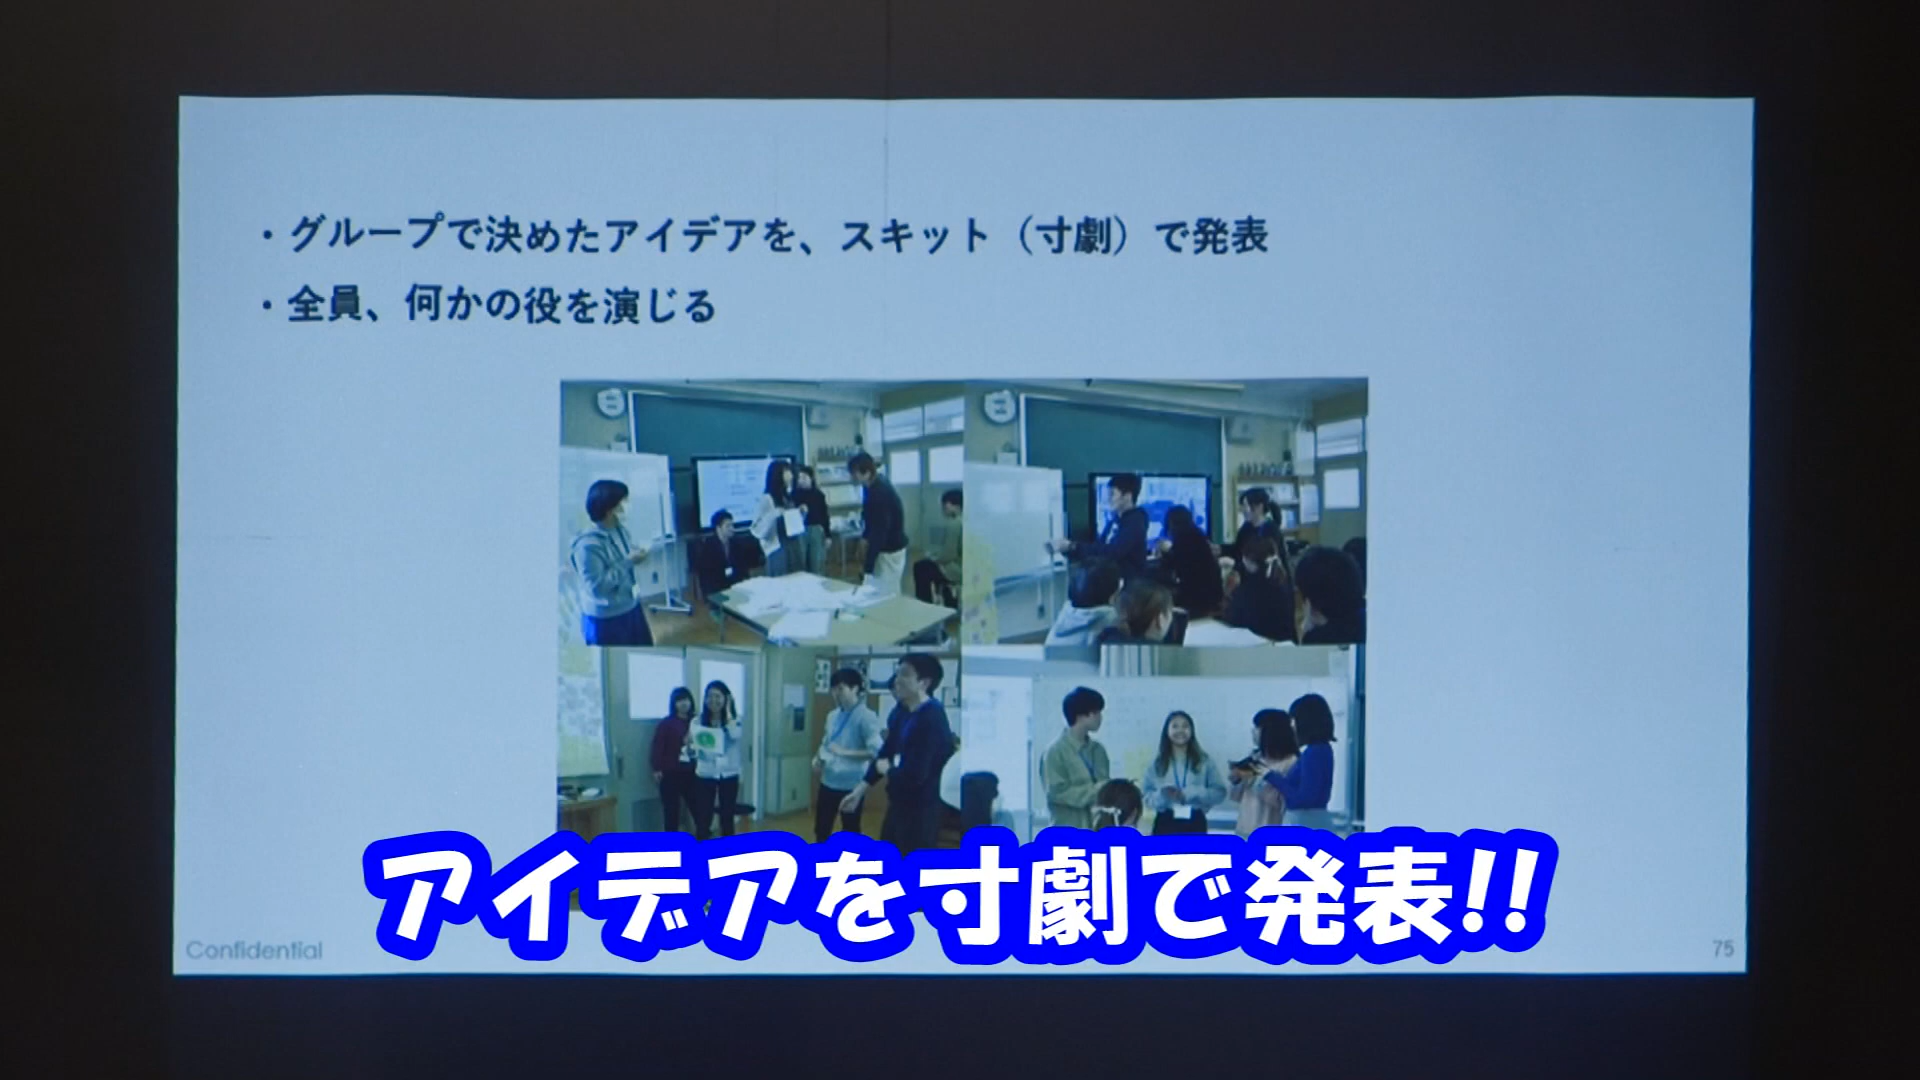 ・グループで決めたアイデアを、スキット（寸劇）で発表
・全員、何かの役を演じる
アイデアを寸劇で発表!!
Confidential
75